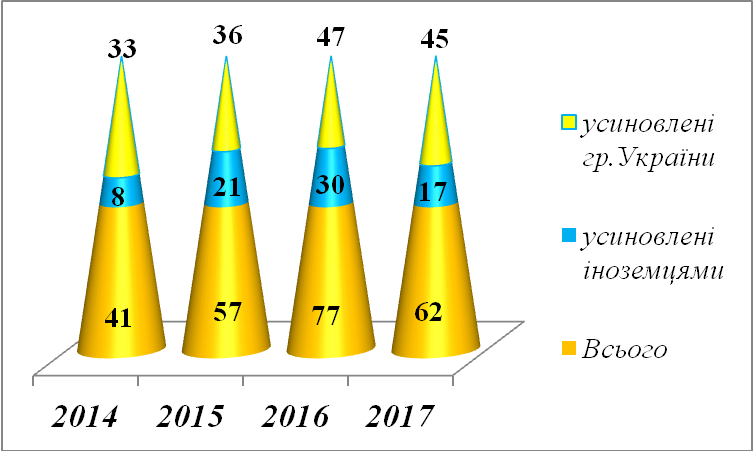 33 36 47 45
8 21 30 17
41 57 77 62
2014 2015 2016 2017
усиновлені
гр.України
усиновлені
іноземцями
Всього